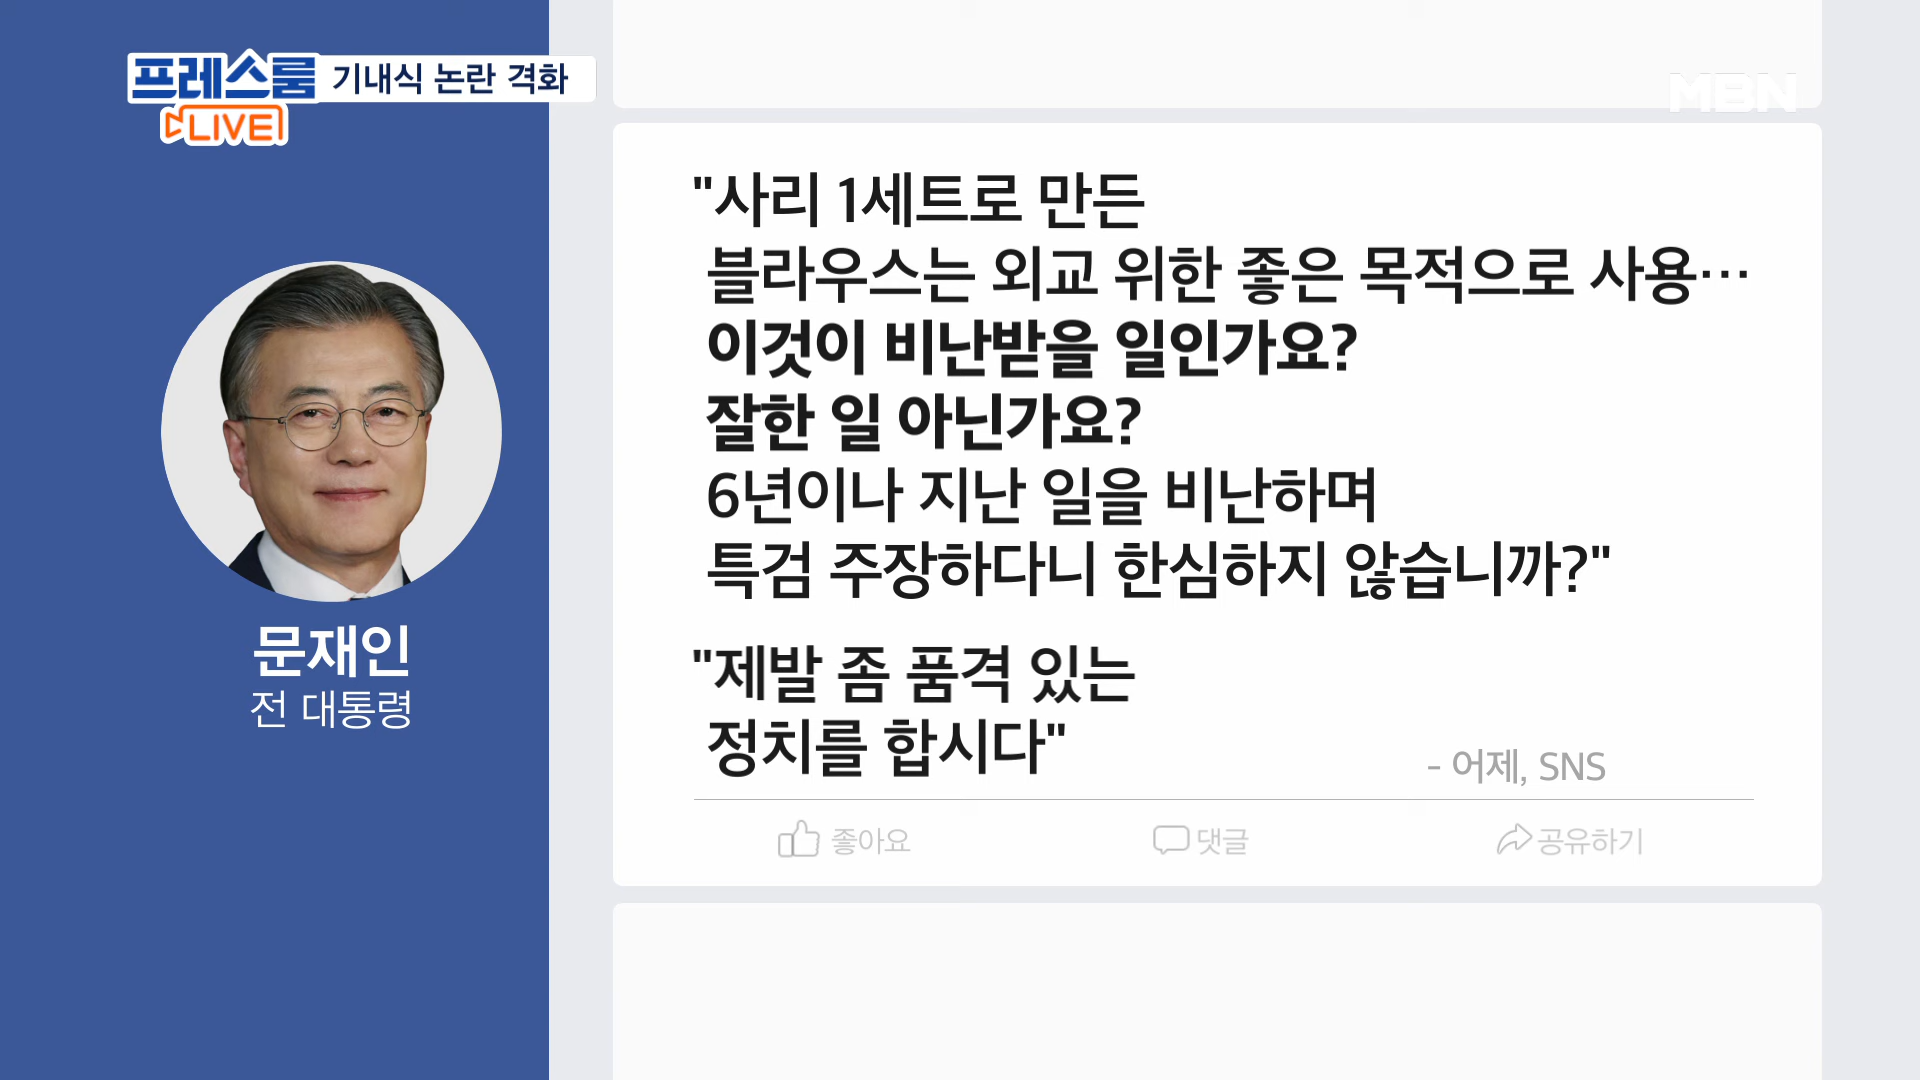 프레스룸
LIVE
기내식 논란 격화
MBN
"사리 1세트로 만든
블라우스는 외교 위한 좋은 목적으로 사용…
이것이 비난받을 일인가요?
잘한 일 아닌가요?
6년이나 지난 일을 비난하며
특검 주장하다니 한심하지 않습니까?"
"제발 좀 품격 있는
정치를 합시다"
- 어제, SNS
좋아요
댓글
공유하기
문재인
전 대통령